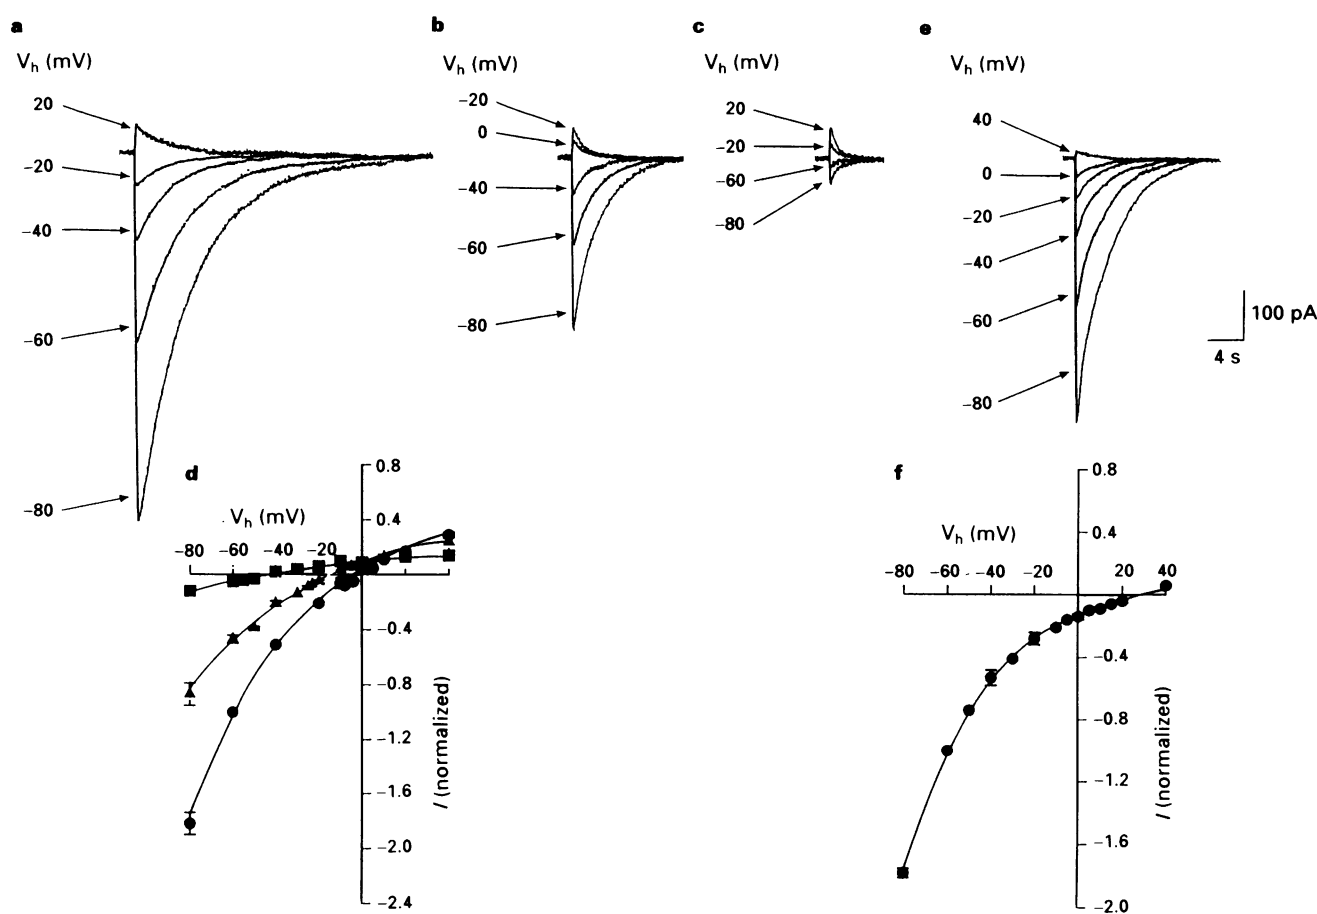 a
V_h (mV)
20
−20
−40
−60
−80
b
V_h (mV)
−20
0
−40
−60
−80
c
V_h (mV)
20
−20
−60
−80
e
V_h (mV)
40
0
−20
−40
−60
−80
100 pA
4 s
d
V_h (mV)
−80 −60 −40 −20
0.8
0.4
−0.4
−0.8
−1.2
−1.6
−2.0
−2.4
I (normalized)
f
V_h (mV)
−80 −60 −40 −20 20 40
0.8
0.4
−0.4
−0.8
−1.2
−1.6
−2.0
I (normalized)